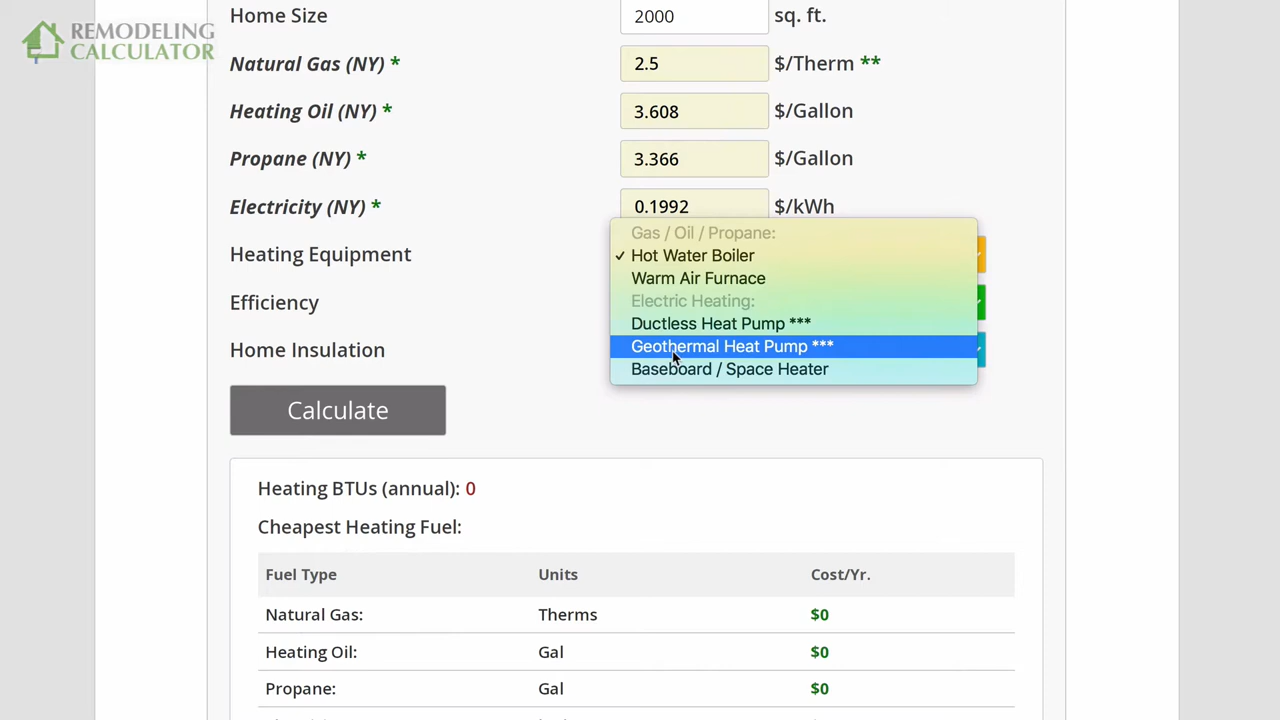 REMODELING
CALCULATOR
Home Size 2000 sq. ft.
Natural Gas (NY) * 2.5 $/Therm **
Heating Oil (NY) * 3.608 $/Gallon
Propane (NY) * 3.366 $/Gallon
Electricity (NY) * 0.1992 $/kWh
Gas / Oil / Propane:
Heating Equipment ✓ Hot Water Boiler
Warm Air Furnace
Electric Heating:
Efficiency
Ductless Heat Pump ***
Home Insulation Geothermal Heat Pump ***
Baseboard / Space Heater
Calculate
Heating BTUs (annual): 0
Cheapest Heating Fuel:
Fuel Type Units Cost/Yr.
Natural Gas: Therms $0
Heating Oil: Gal $0
Propane: Gal $0